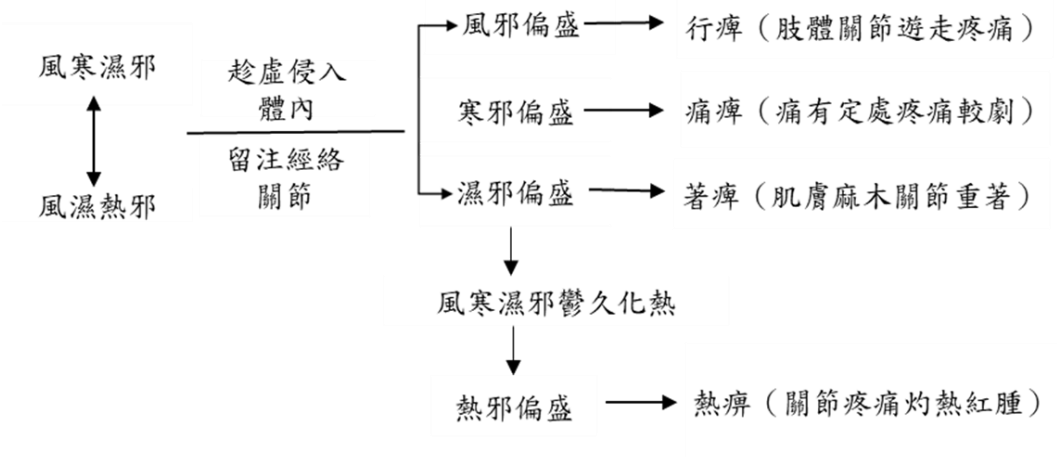 風寒濕邪
風濕熱邪
趁虛侵入
體內
留注經絡
關節
風邪偏盛
行痺（肢體關節遊走疼痛）
寒邪偏盛
痛痺（痛有定處疼痛較劇）
濕邪偏盛
著痺（肌膚麻木關節重著）
風寒濕邪鬱久化熱
熱邪偏盛
熱痹（關節疼痛灼熱紅腫）